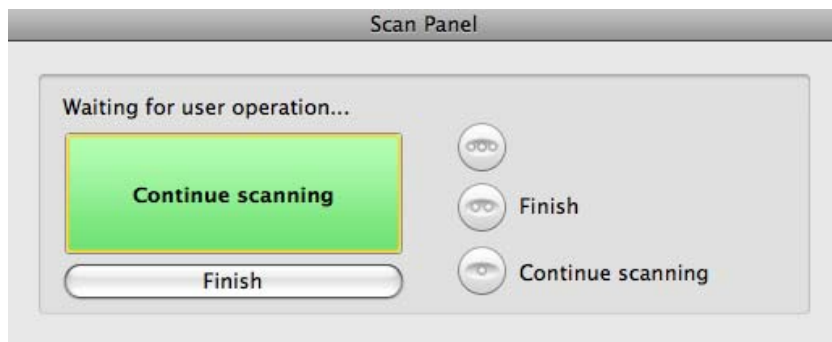 Scan Panel
Waiting for user operation...
Continue scanning
Finish
Finish
Continue scanning